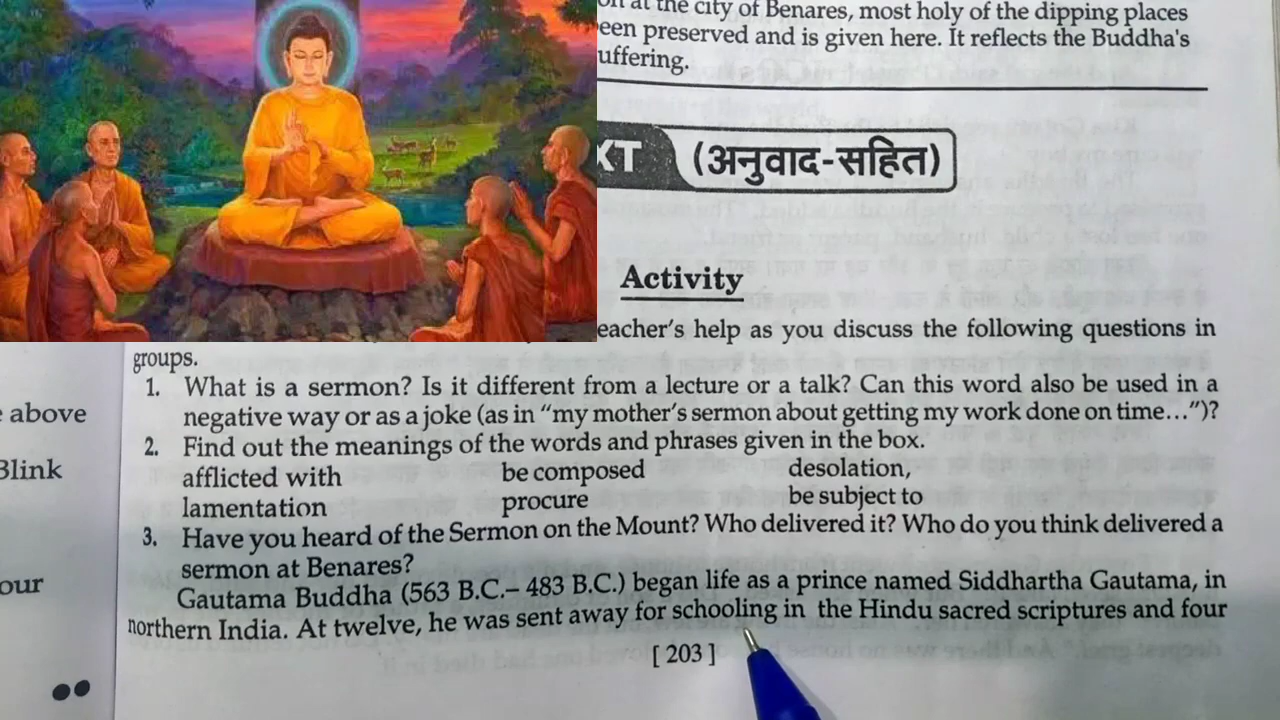 at the city of Benares, most holy of the dipping places
een preserved and is given here. It reflects the Buddha's
uffering.
XT (अनुवाद-सहित)
Activity
eacher's help as you discuss the following questions in
groups.
1. What is a sermon? Is it different from a lecture or a talk? Can this word also be used in a
negative way or as a joke (as in “my mother's sermon about getting my work done on time...”)?
2. Find out the meanings of the words and phrases given in the box.
afflicted with be composed desolation,
lamentation procure be subject to
3. Have you heard of the Sermon on the Mount? Who delivered it? Who do you think delivered a
sermon at Benares?
Gautama Buddha (563 B.C.– 483 B.C.) began life as a prince named Siddhartha Gautama, in
northern India. At twelve, he was sent away for schooling in the Hindu sacred scriptures and four
[ 203 ]
above
Blink
our